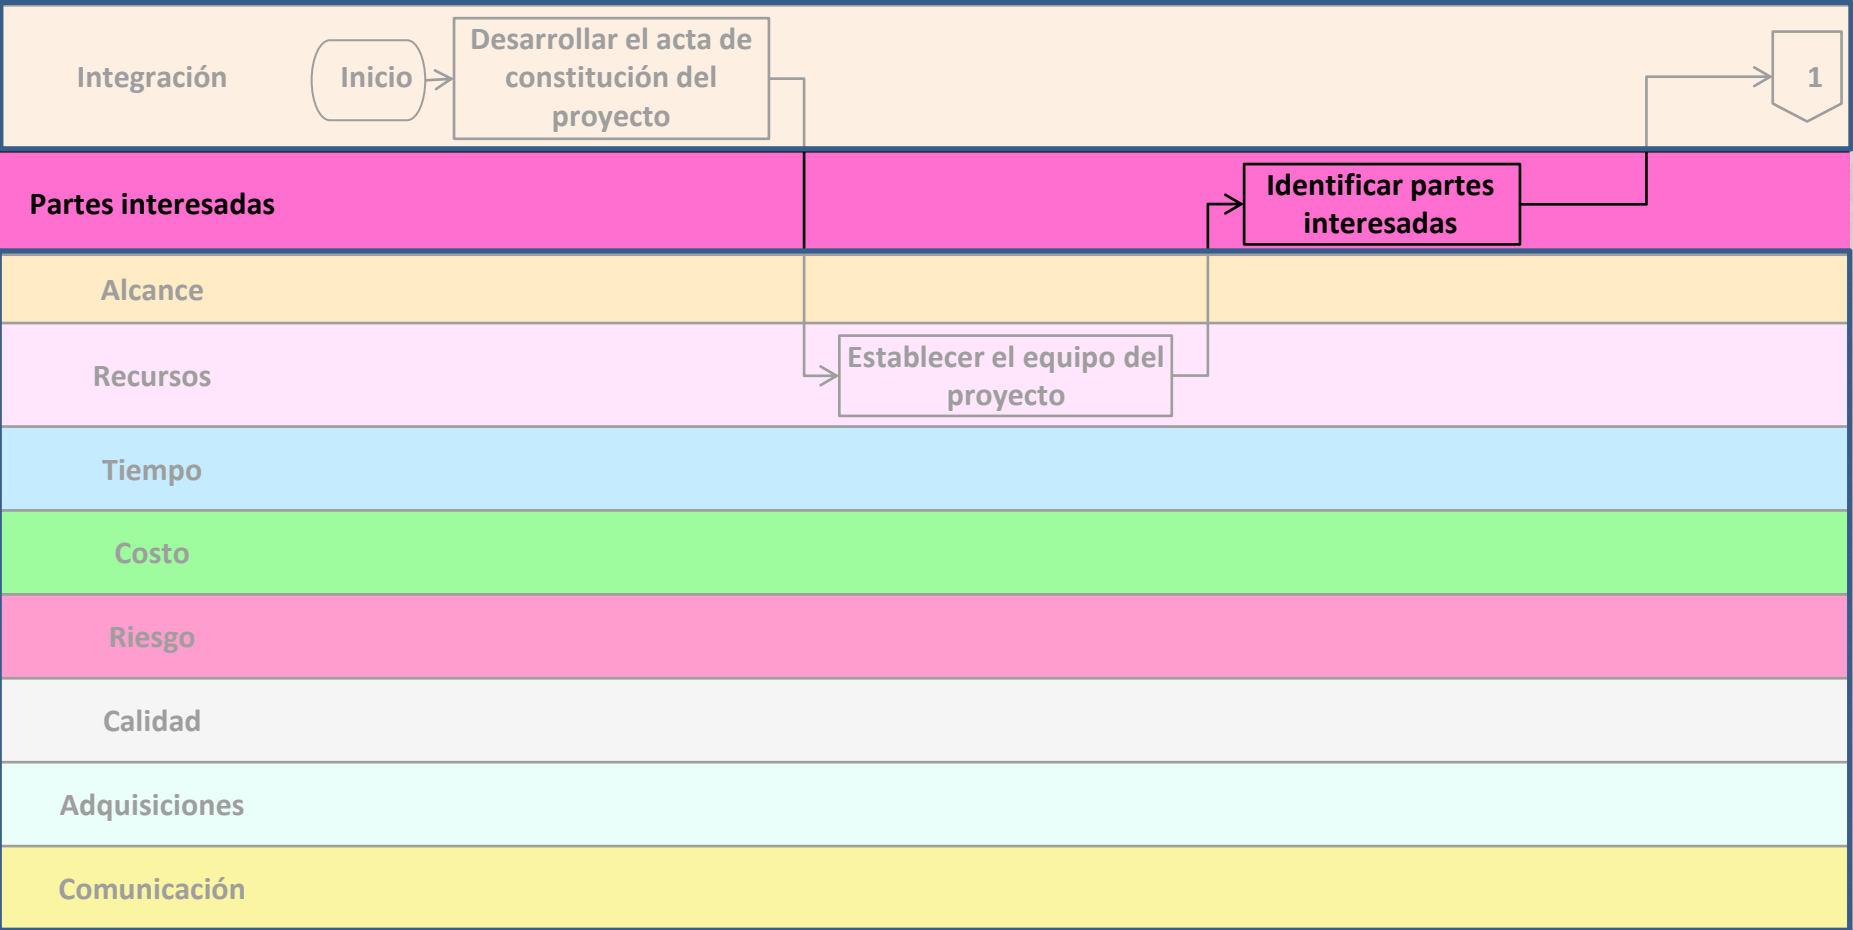 Integración
Inicio
Desarrollar el acta de
constitución del
proyecto
1
Partes interesadas
Identificar partes
interesadas
Alcance
Recursos
Establecer el equipo del
proyecto
Tiempo
Costo
Riesgo
Calidad
Adquisiciones
Comunicación